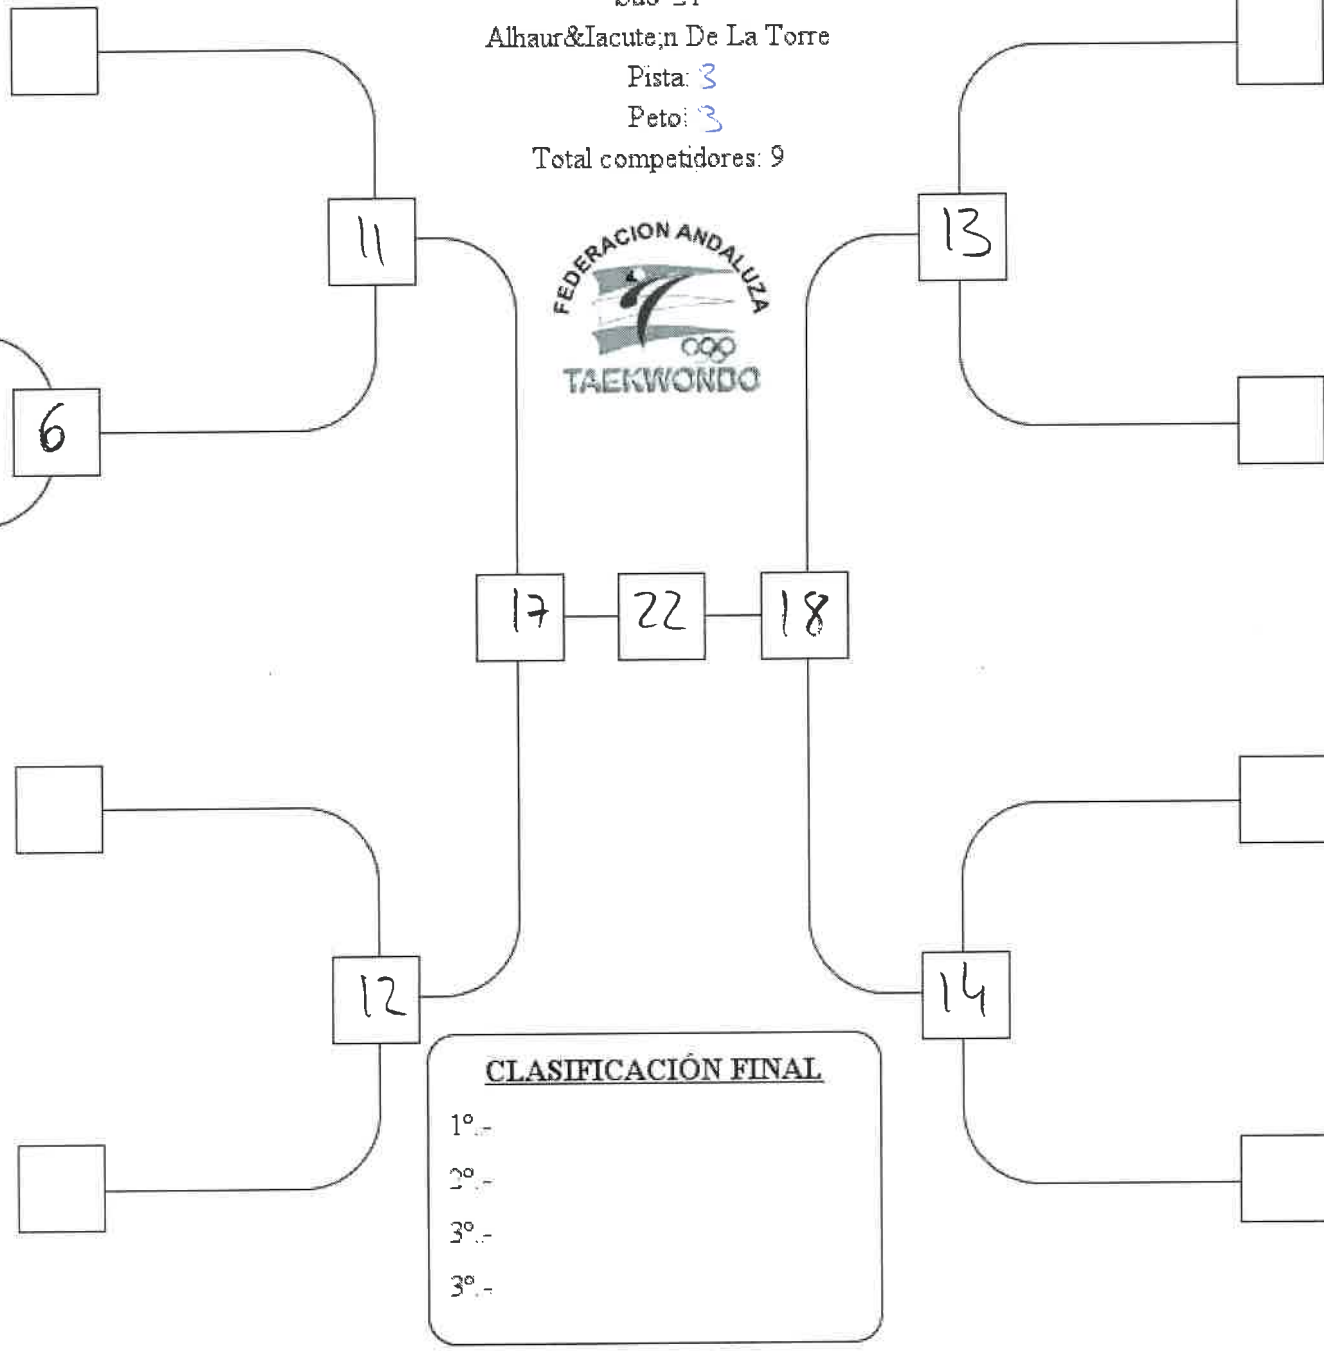 Alhaur&Iacute;n De La Torre
Pista: 3
Peto: 3
Total competidores: 9
11
13
FEDERACION ANDALUZA
TAEKWONDO
6
17
22
18
12
14
CLASIFICACIÓN FINAL
1º.-
2º.-
3º.-
3º.-